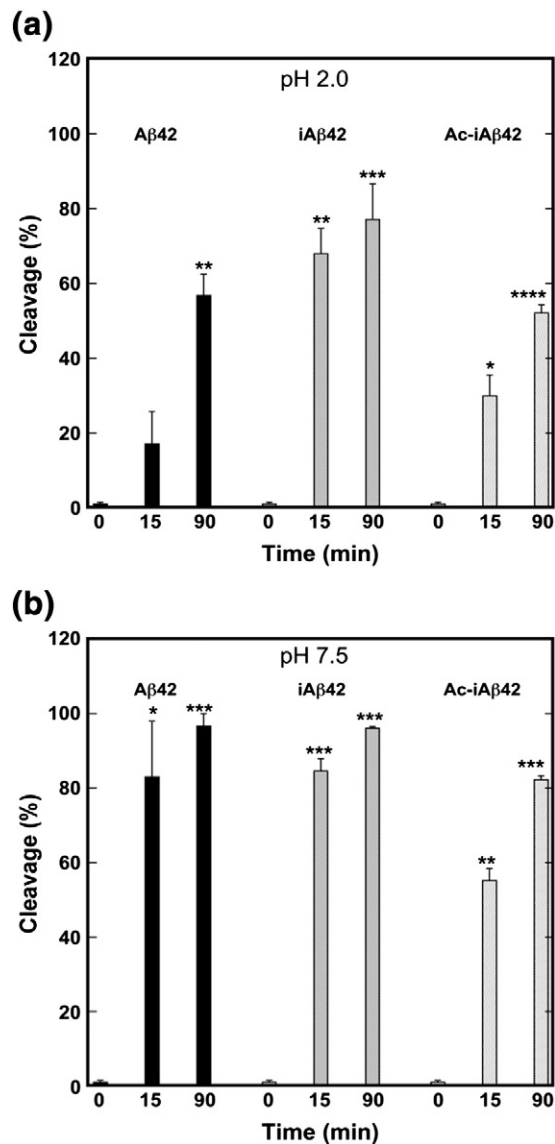 (a)
pH 2.0
Aβ42 iAβ42 Ac-iAβ42
120
100
80
60
40
20
0
Cleavage (%)
** ** *** * ****
0 15 90 0 15 90 0 15 90
Time (min)
(b)
pH 7.5
Aβ42 iAβ42 Ac-iAβ42
120
100
80
60
40
20
0
Cleavage (%)
* *** *** *** ** ***
0 15 90 0 15 90 0 15 90
Time (min)